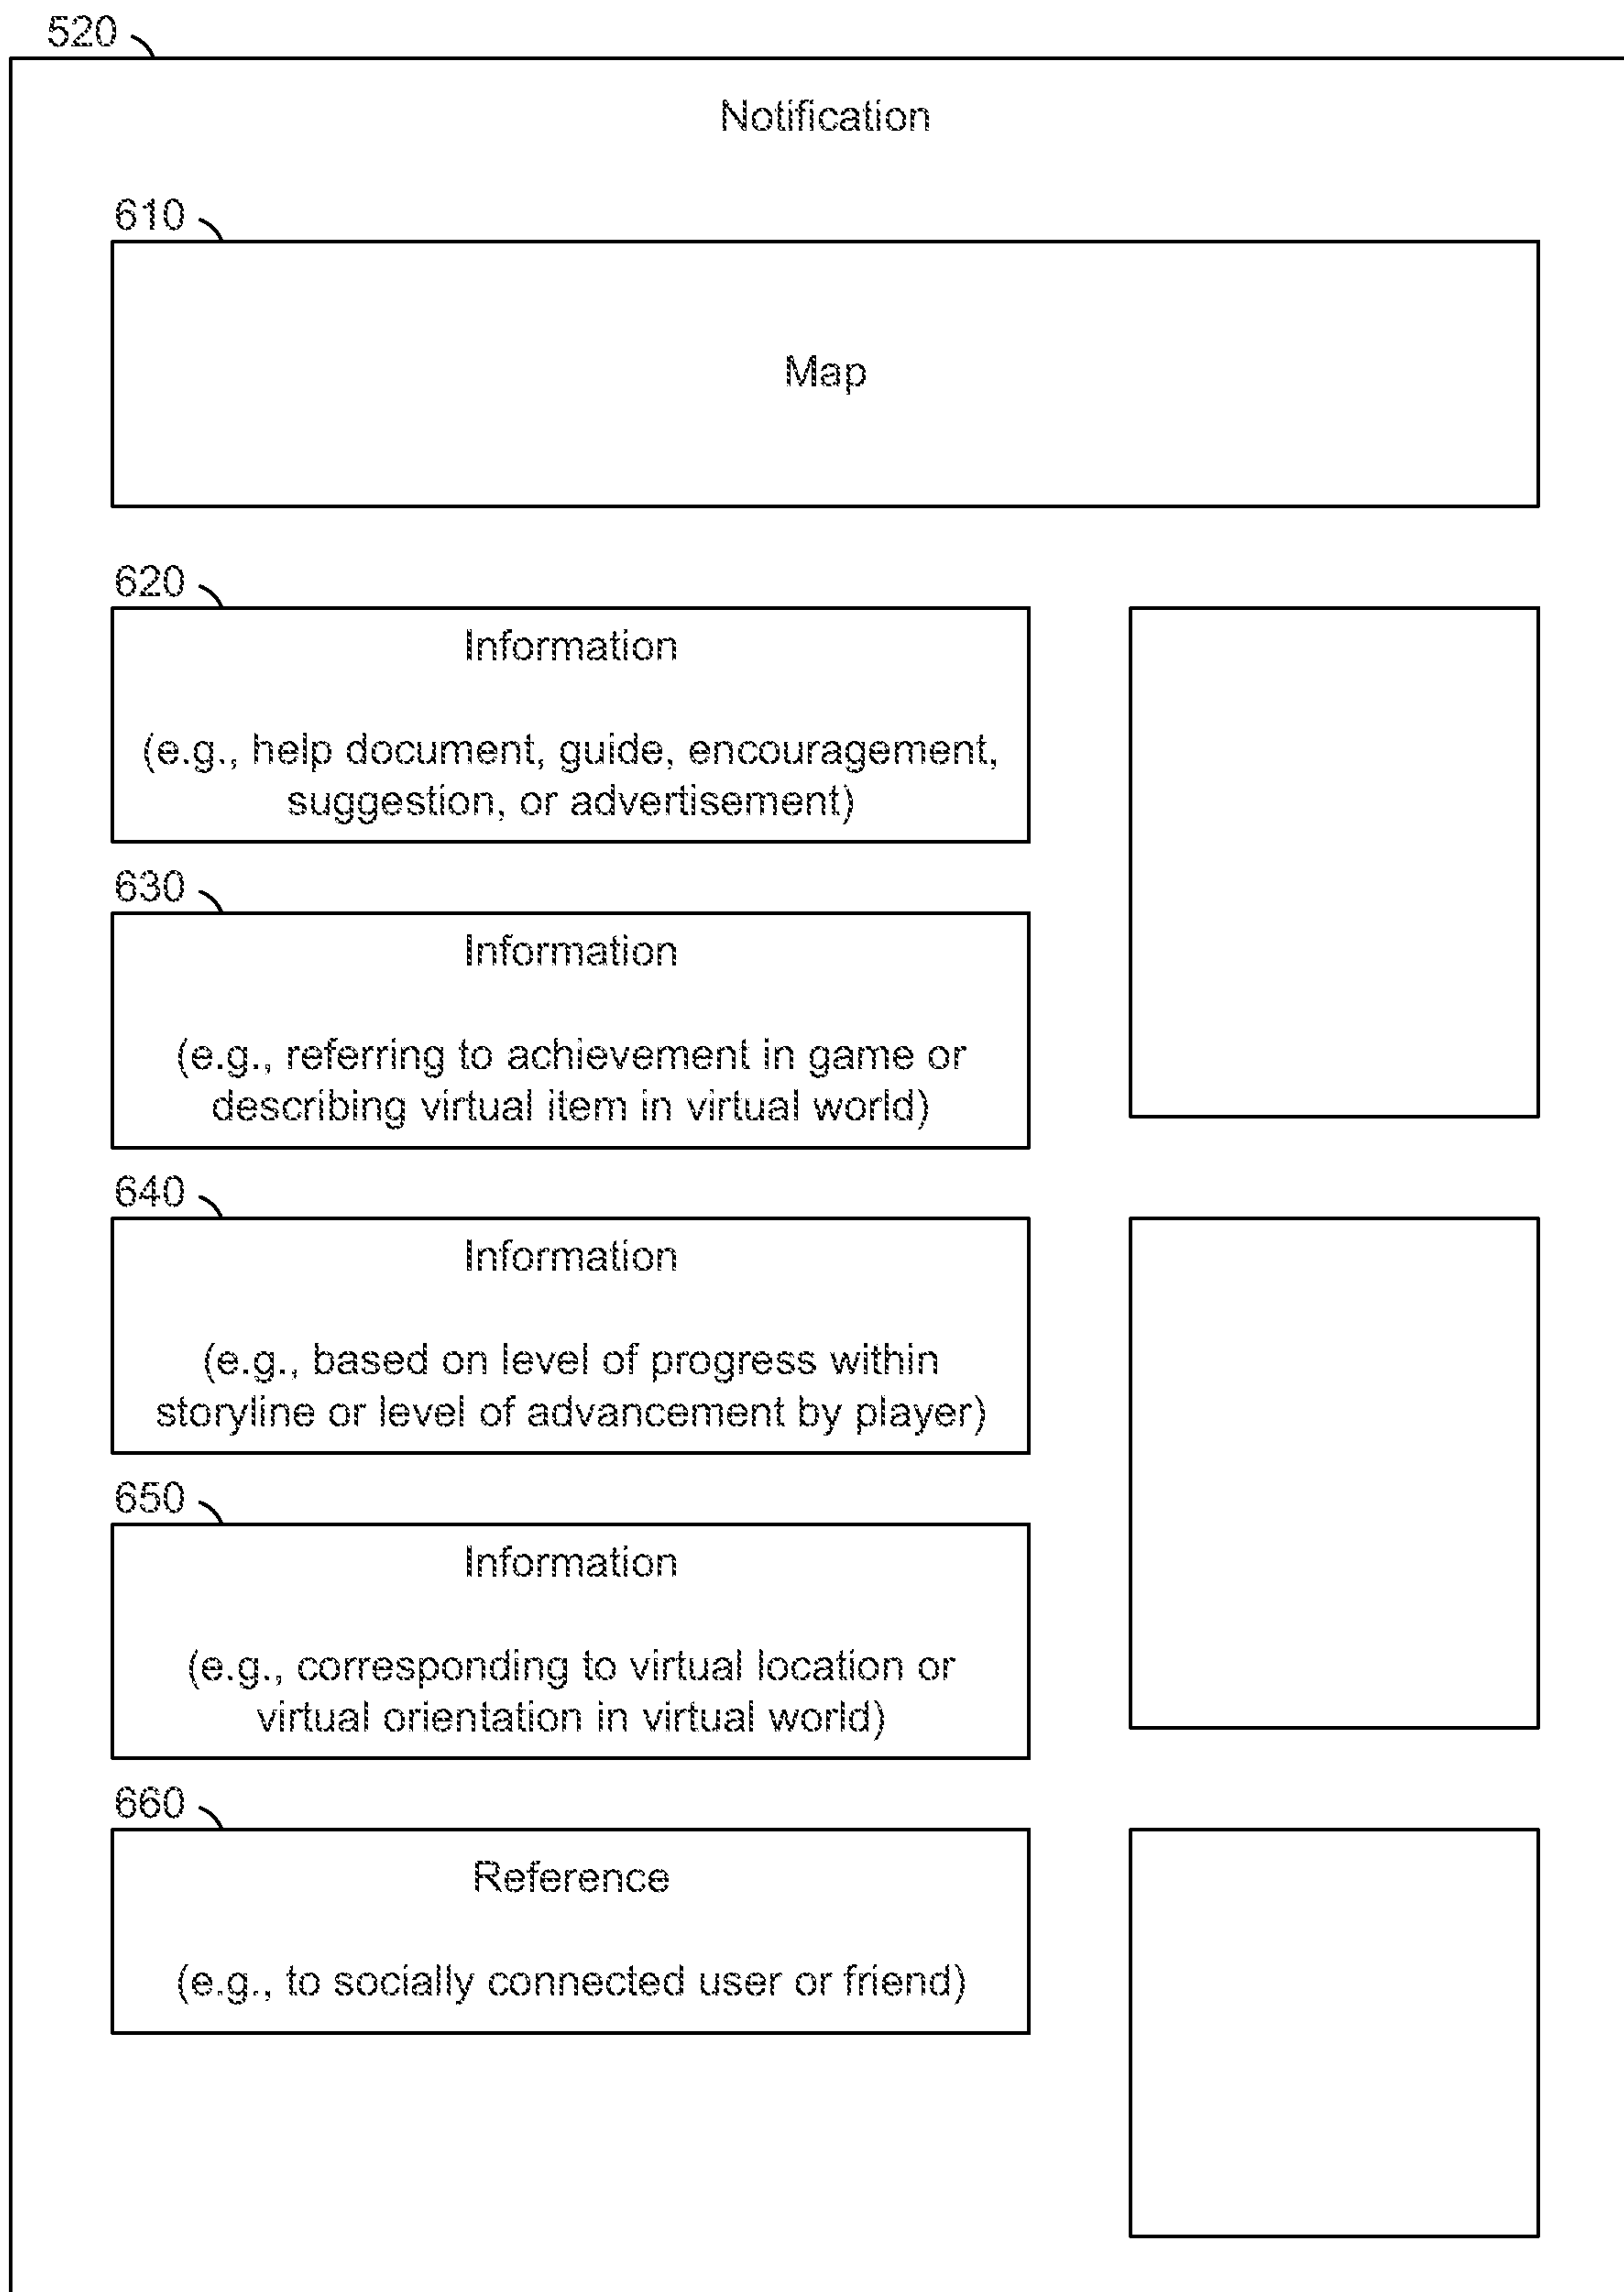 520
Notification
610
Map
620
Information
(e.g., help document, guide, encouragement,
suggestion, or advertisement)
630
Information
(e.g., referring to achievement in game or
describing virtual item in virtual world)
640
Information
(e.g., based on level of progress within
storyline or level of advancement by player)
650
Information
(e.g., corresponding to virtual location or
virtual orientation in virtual world)
660
Reference
(e.g., to socially connected user or friend)